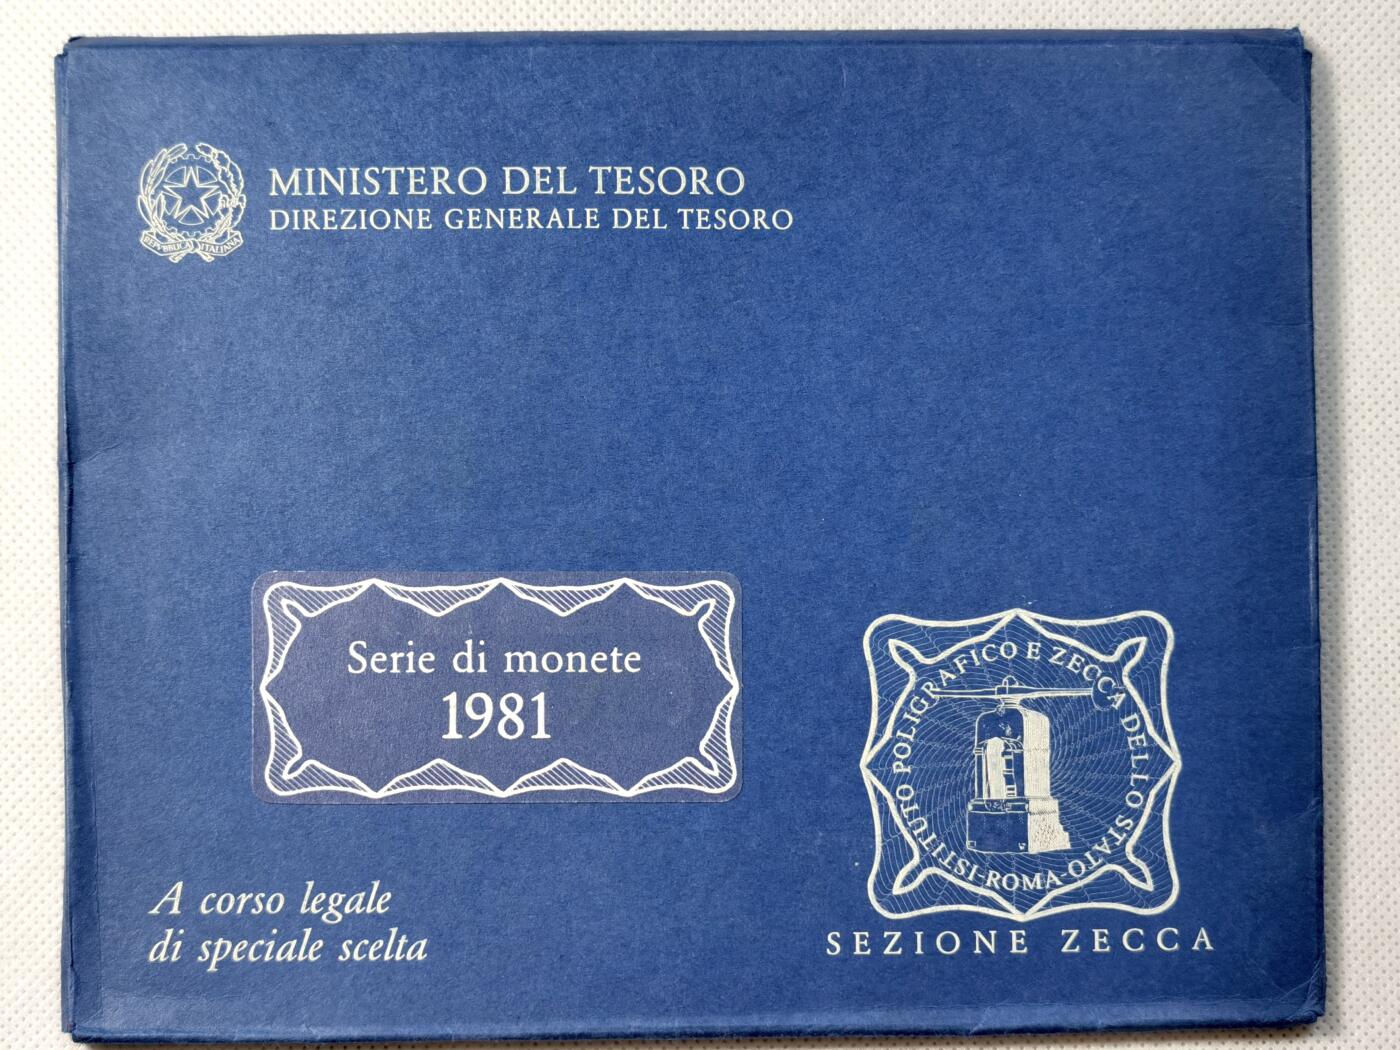 MINISTERO DEL TESORO
DIREZIONE GENERALE DEL TESORO
REPVBBLICA ITALIANA
Serie di monete
1981
A corso legale
di speciale scelta
ISTITUTO POLIGRAFICO E ZECCA DELLO STATO-ROMA-
SEZIONE ZECCA